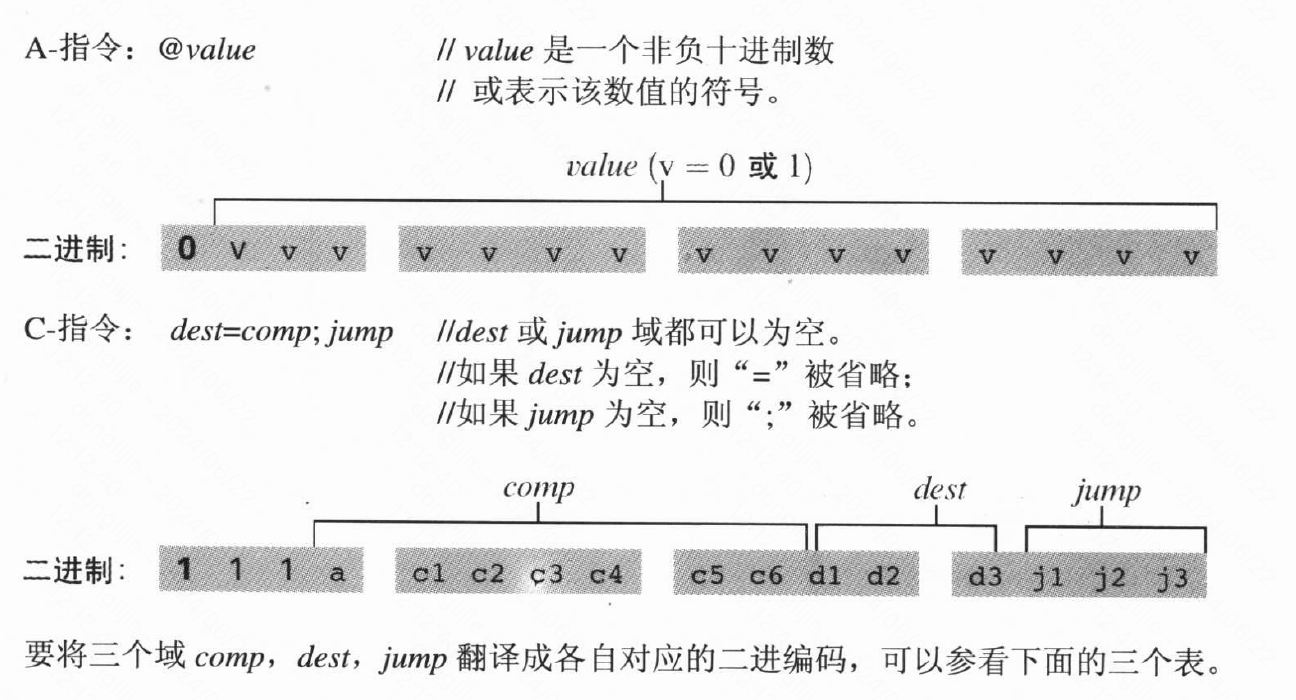 A-指令：@value // value 是一个非负十进制数
// 或表示该数值的符号。
value (v = 0 或 1)
二进制: 0 v v v v v v v v v v v v v v v
C-指令： dest=comp; jump //dest 或 jump 域都可以为空。
//如果 dest 为空，则“=”被省略；
//如果 jump 为空，则“;”被省略。
comp dest jump
二进制: 1 1 1 a c1 c2 c3 c4 c5 c6 d1 d2 d3 j1 j2 j3
要将三个域 comp，dest，jump 翻译成各自对应的二进编码，可以参看下面的三个表。